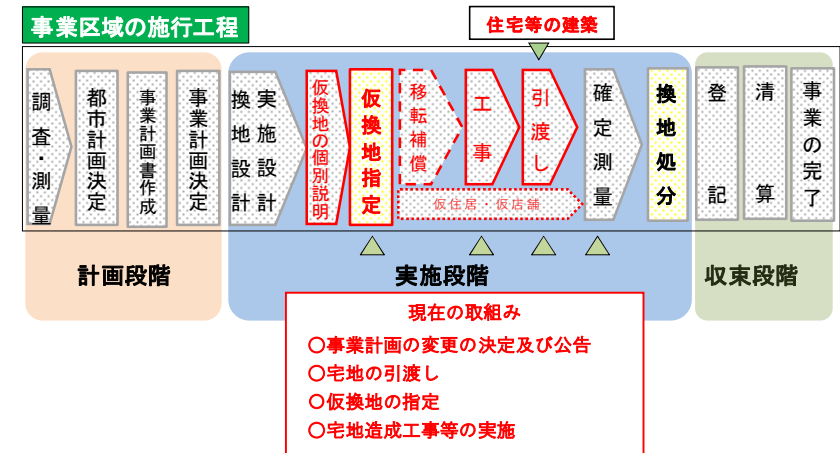 事業区域の施行工程
住宅等の建築
調査・測量
都市計画決定
事業計画書作成
事業計画決定
実施設計
換地設計
仮換地の個別説明
仮換地指定
移転補償
工事
引渡し
仮住居・仮店舗
確定測量
換地処分
登記
清算
事業の完了
計画段階
実施段階
収束段階
現在の取組み
○事業計画の変更の決定及び公告
○宅地の引渡し
○仮換地の指定
○宅地造成工事等の実施